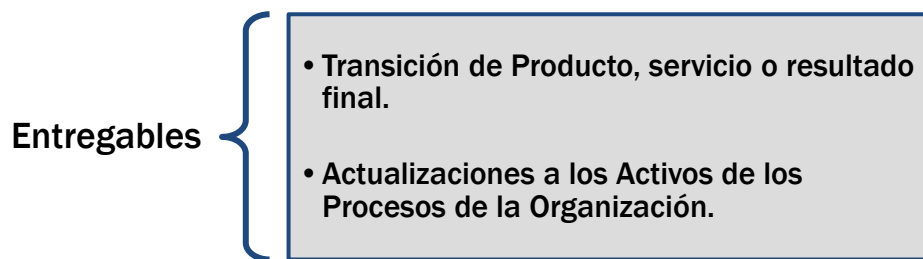 Entregables
• Transición de Producto, servicio o resultado
final.
• Actualizaciones a los Activos de los
Procesos de la Organización.